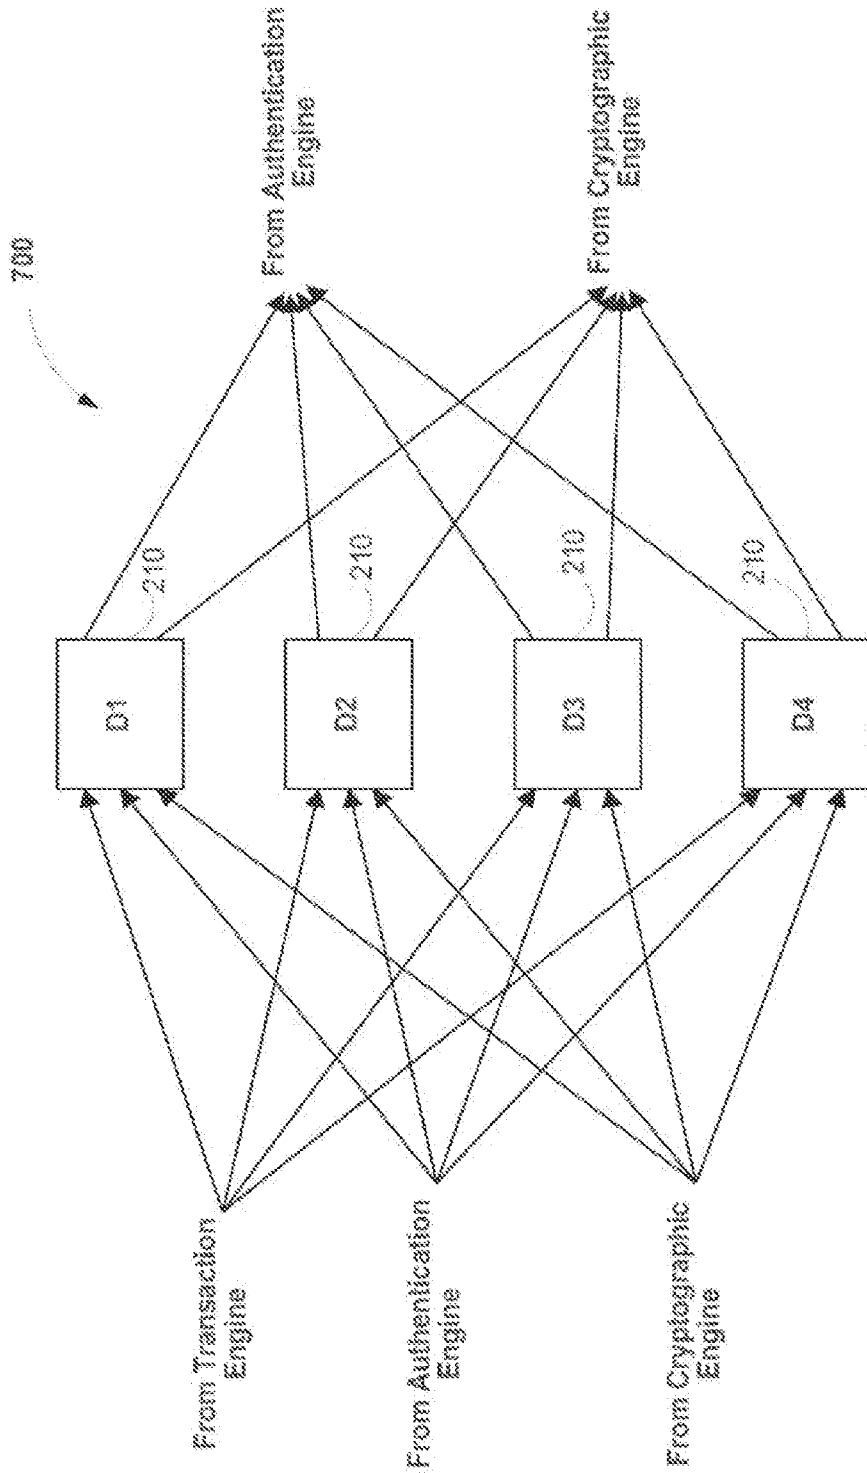 700
From Transaction
Engine
From Authentication
Engine
From Cryptographic
Engine
D1
210
D2
210
D3
210
D4
210
From Authentication
Engine
From Cryptographic
Engine